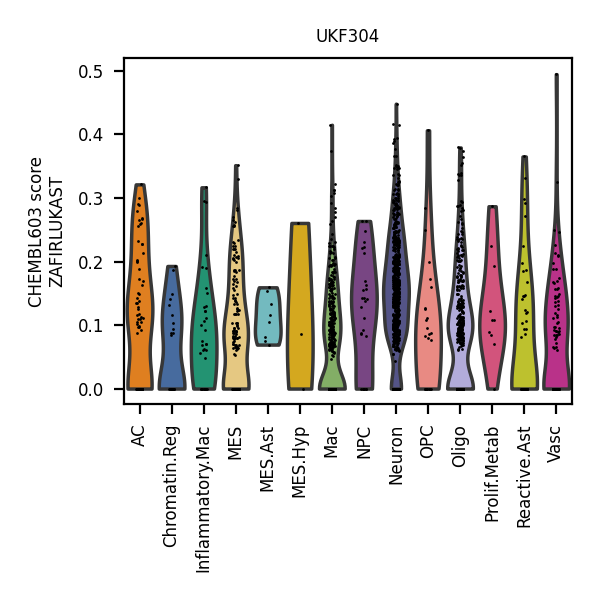 UKF304
CHEMBL603 score
ZAFIRLUKAST
0.5
0.4
0.3
0.2
0.1
0.0
AC
Chromatin.Reg
Inflammatory.Mac
MES
MES.Ast
MES.Hyp
Mac
NPC
Neuron
OPC
Oligo
Prolif.Metab
Reactive.Ast
Vasc